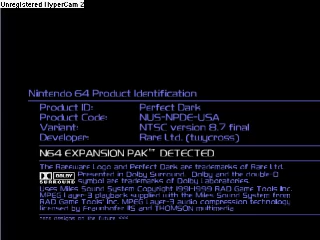 Unregistered HyperCam 2
Nintendo 64 Product Identification
Product ID: Perfect Dark
Product Code: NUS-NPDE-USA
Variant: NTSC version 8.7 final
Developer: Rare Ltd. (twycross)
N64 EXPANSION PAK™ DETECTED
The Rareware Logo and Perfect Dark are trademarks of Rare Ltd.
DOLBY SURROUND Presented in Dolby Surround. Dolby and the double-D
symbol are trademarks of Dolby Laboratories.
Uses Miles Sound System Copyright 1991-1999 RAD Game Tools Inc.
MPEG Layer-3 playback supplied with the Miles Sound System from
RAD Game Tools Inc. MPEG Layer-3 audio compression technology
licensed by Fraunhofer IIS and THOMSON multimedia.